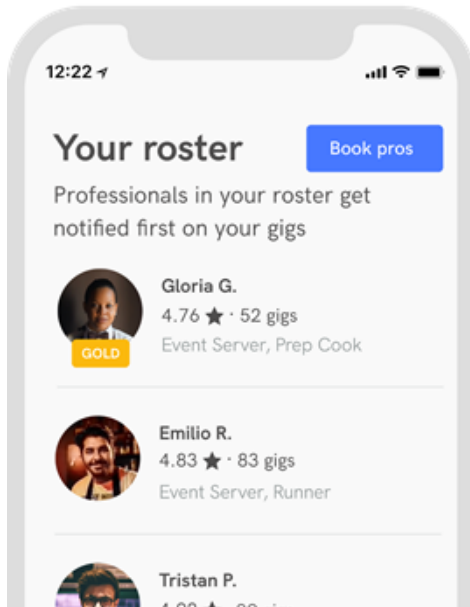 12:22
Your roster
Book pros
Professionals in your roster get
notified first on your gigs
Gloria G.
4.76 ★ · 52 gigs
Event Server, Prep Cook
GOLD
Emilio R.
4.83 ★ · 83 gigs
Event Server, Runner
Tristan P.